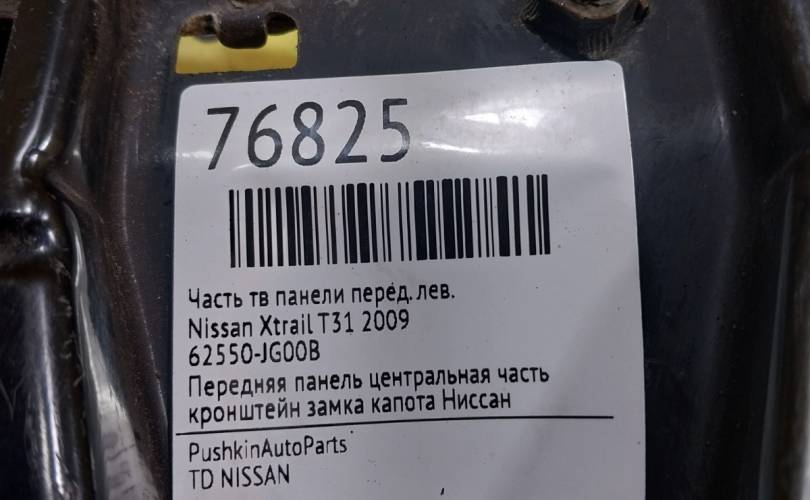 76825
Часть тв панели перед. лев.
Nissan Xtrail T31 2009
62550-JG00B
Передняя панель центральная часть
кронштейн замка капота Ниссан
PushkinAutoParts
TD NISSAN